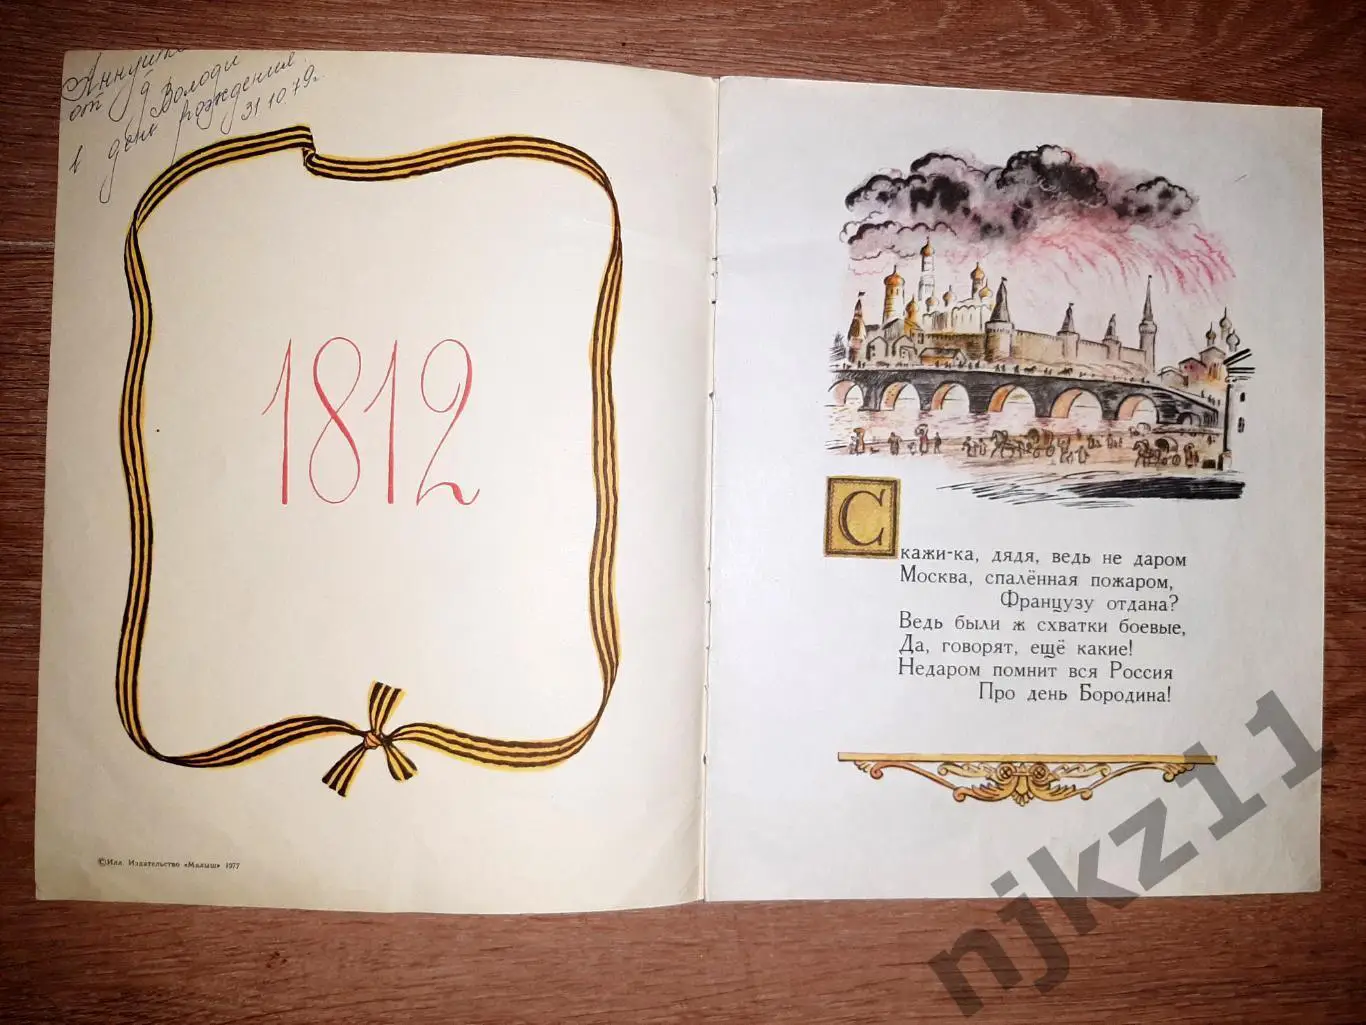 Аннушке
от д Володи
в день рождения
31.10.79г.
1812
©Илл. Издательство «Малыш» 1977
Скажи-ка, дядя, ведь не даром
Москва, спалённая пожаром,
Французу отдана?
Ведь были ж схватки боевые,
Да, говорят, ещё какие!
Недаром помнит вся Россия
Про день Бородина!
njkz11